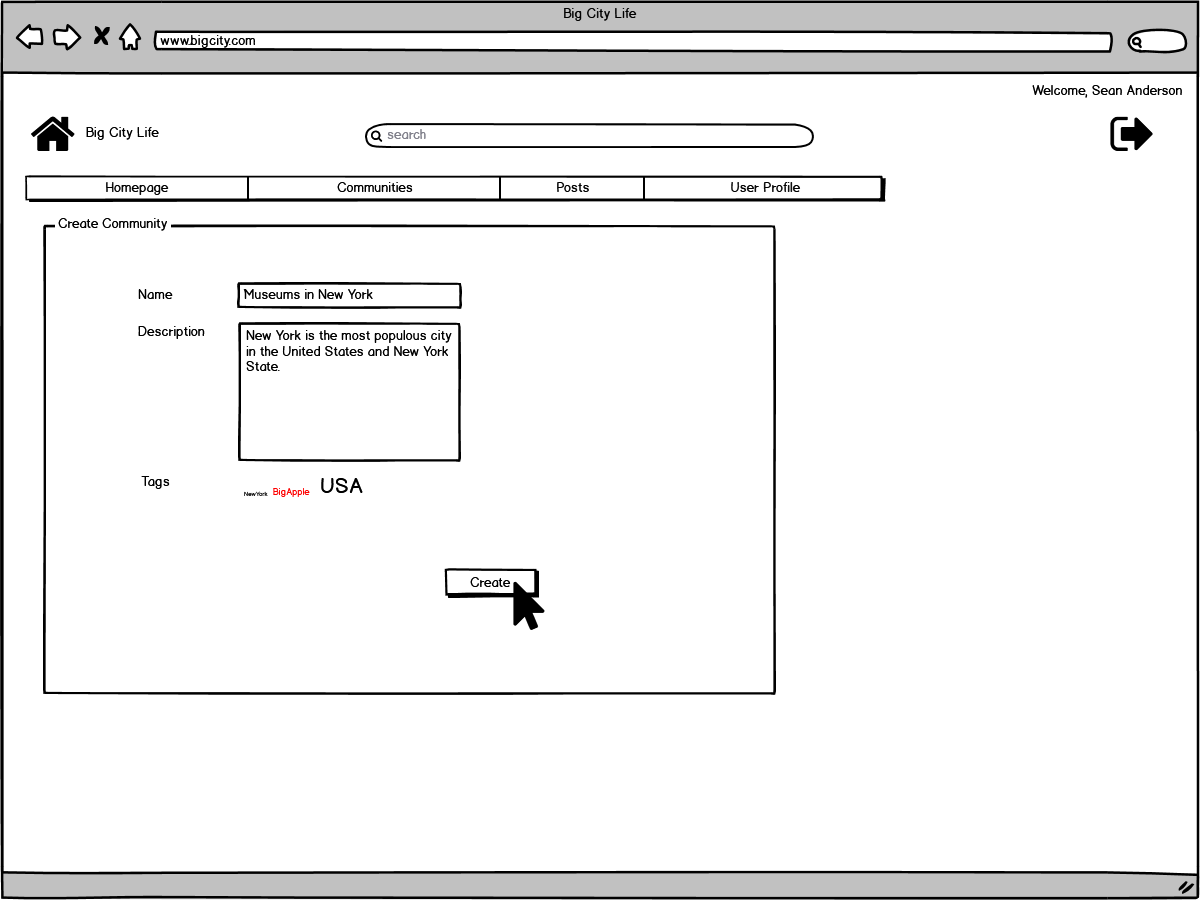 Big City Life
www.bigcity.com
Welcome, Sean Anderson
Big City Life
search
Homepage Communities Posts User Profile
Create Community
Name Museums in New York
Description
New York is the most populous city
in the United States and New York
State.
Tags NewYork BigApple USA
Create